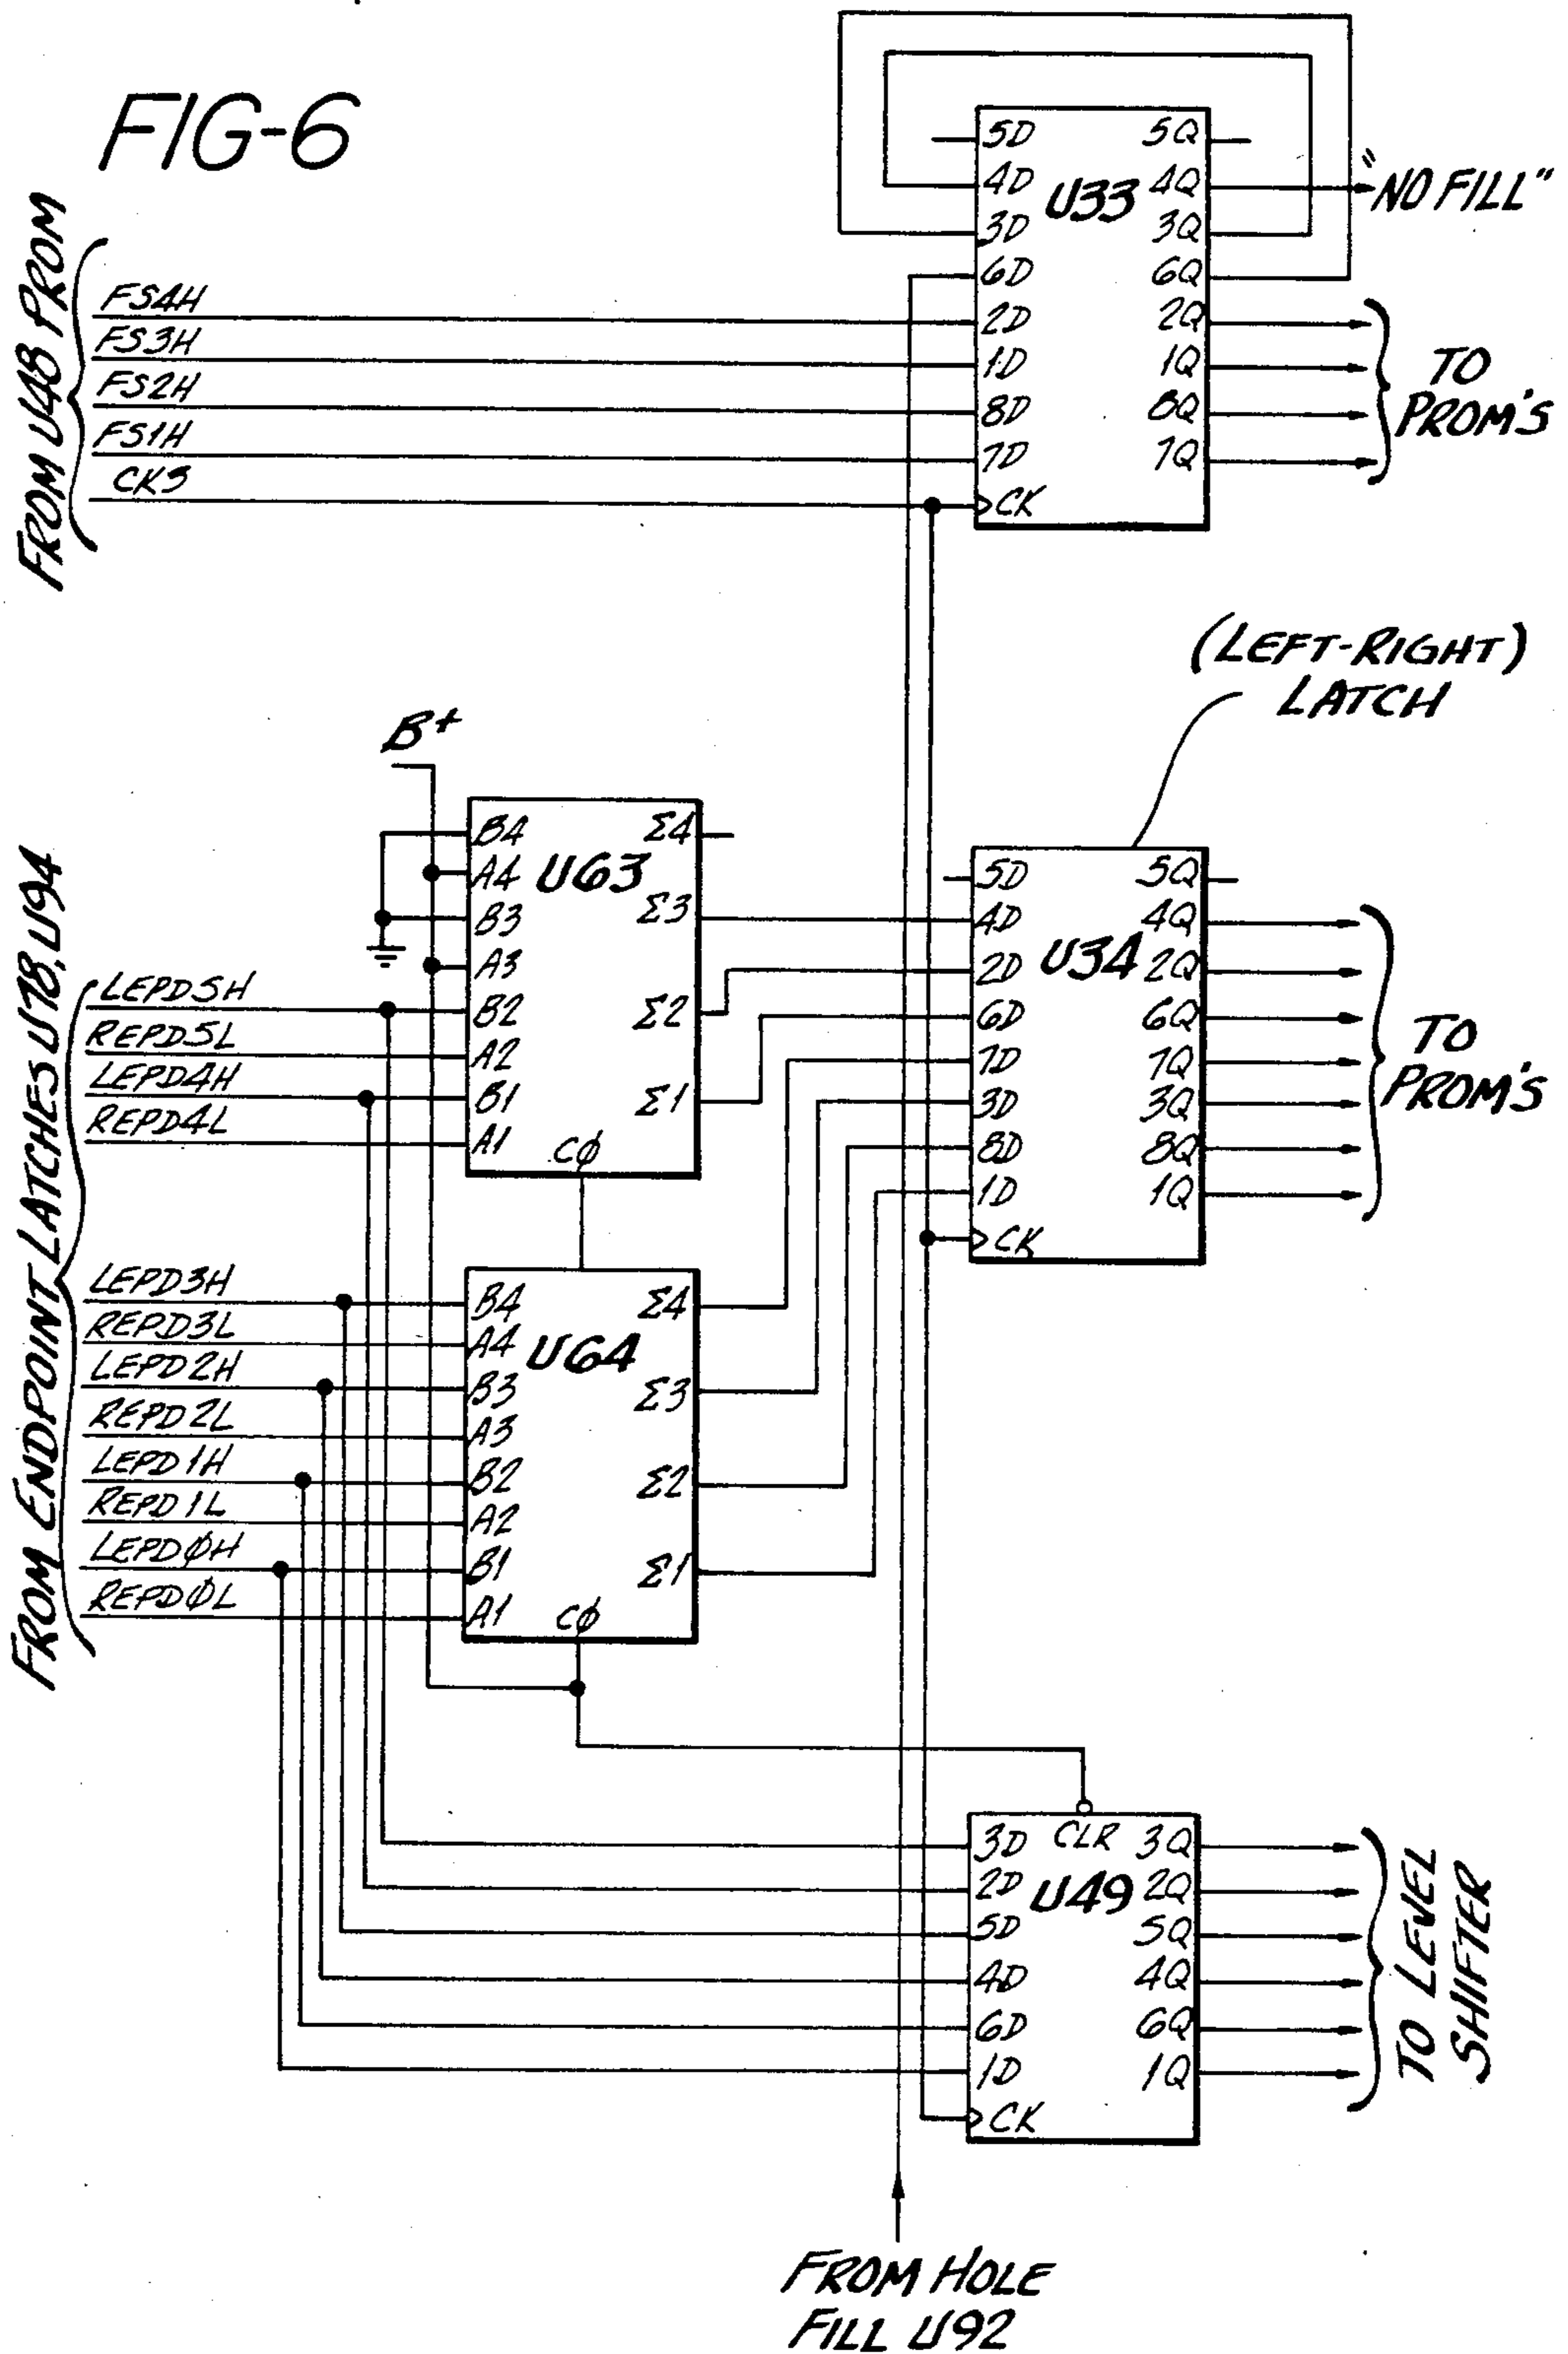 FIG-6
FROM U48 PROM
FS4H
FS3H
FS2H
FS1H
CK3
5D 5Q
4D U33 4Q
3D 3Q
6D 6Q
2D 2Q
1D 1Q
8D 8Q
7D 7Q
CK
"NO FILL"
TO
PROM'S
(LEFT-RIGHT)
LATCH
B+
FROM ENDPOINT LATCHES U78, U94
LEPD5H
REPD5L
LEPD4H
REPD4L
B4 Σ4
A4 U63
B3 Σ3
A3
B2 Σ2
A2
B1 Σ1
A1
CØ
5D 5Q
4D 4Q
2D U34 2Q
6D 6Q
7D 7Q
3D 3Q
8D 8Q
1D 1Q
CK
TO
PROM'S
LEPD3H
REPD3L
LEPD2H
REPD2L
LEPD1H
REPD1L
LEPDØH
REPDØL
B4 Σ4
A4 U64
B3 Σ3
A3
B2 Σ2
A2
B1 Σ1
A1
CØ
3D CLR 3Q
2D U49 2Q
5D 5Q
4D 4Q
6D 6Q
1D 1Q
CK
TO LEVEL
SHIFTER
FROM HOLE
FILL U92